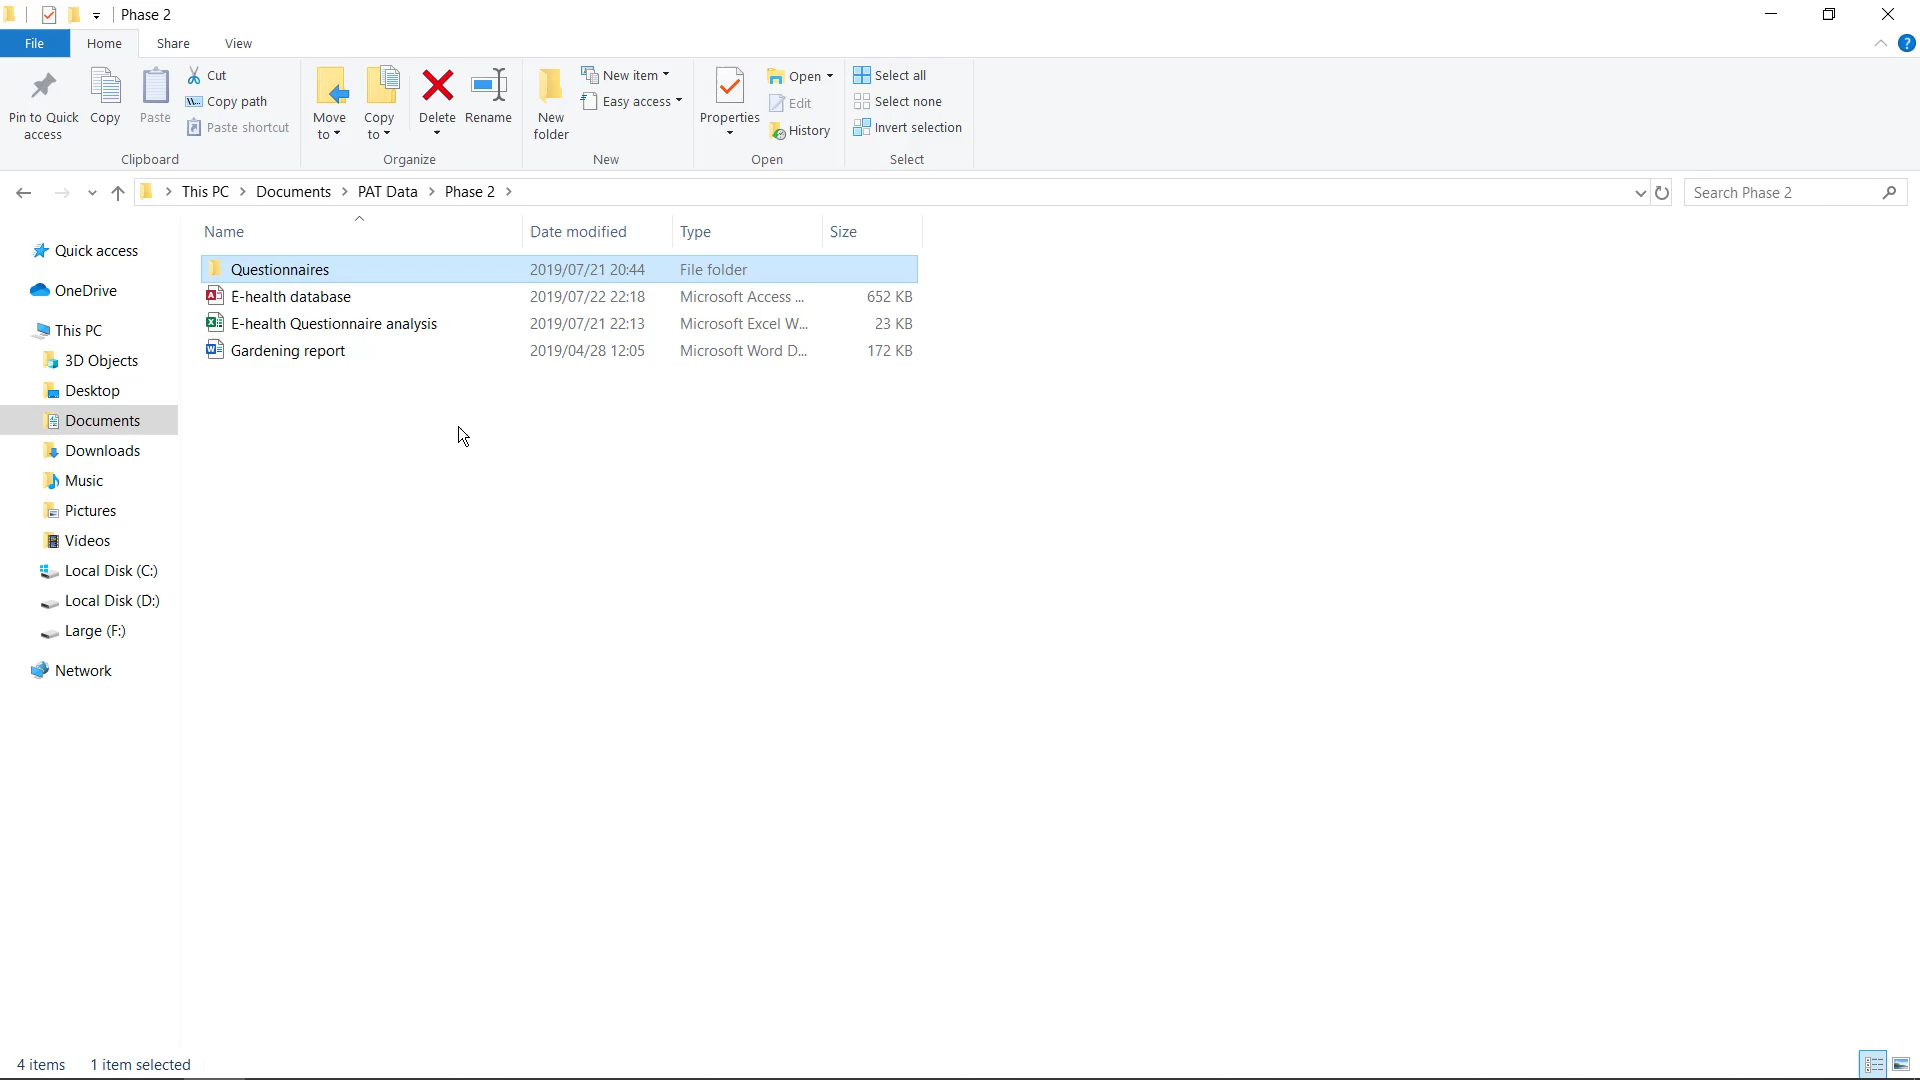 Phase 2
File Home Share View
Pin to Quick access
Copy
Paste
Cut
Copy path
Paste shortcut
Clipboard
Move to
Copy to
Delete
Rename
Organize
New folder
New item
Easy access
New
Properties
Open
Edit
History
Open
Select all
Select none
Invert selection
Select
This PC > Documents > PAT Data > Phase 2 >
Search Phase 2
Name Date modified Type Size
Questionnaires 2019/07/21 20:44 File folder
E-health database 2019/07/22 22:18 Microsoft Access ... 652 KB
E-health Questionnaire analysis 2019/07/21 22:13 Microsoft Excel W... 23 KB
Gardening report 2019/04/28 12:05 Microsoft Word D... 172 KB
Quick access
OneDrive
This PC
3D Objects
Desktop
Documents
Downloads
Music
Pictures
Videos
Local Disk (C:)
Local Disk (D:)
Large (F:)
Network
4 items 1 item selected